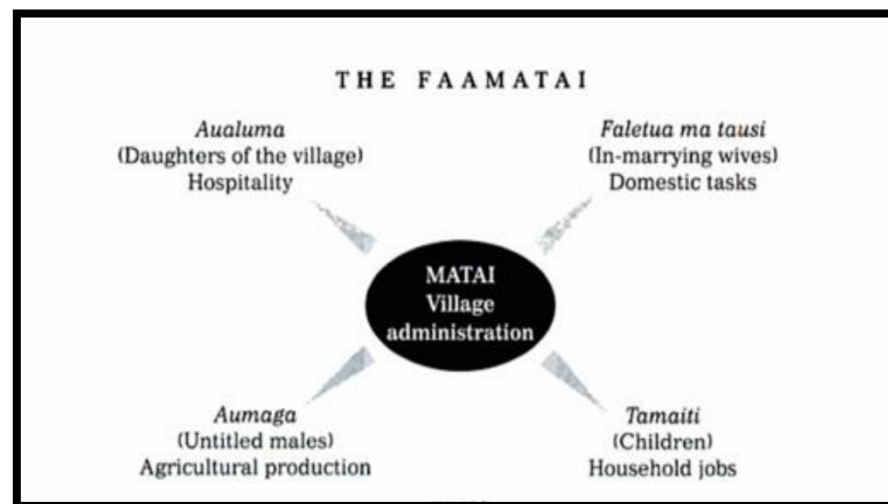 THE FAAMATAI
Aualuma
(Daughters of the village)
Hospitality
Faletua ma tausi
(In-marrying wives)
Domestic tasks
MATAI
Village
administration
Aumaga
(Untitled males)
Agricultural production
Tamaiti
(Children)
Household jobs